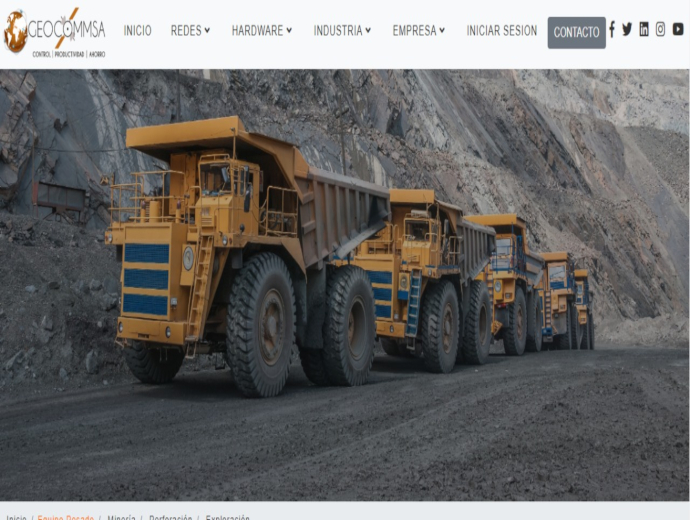 GEOCOMMSA
CONTROL | PRODUCTIVIDAD | AHORRO
INICIO REDES HARDWARE INDUSTRIA EMPRESA INICIAR SESION CONTACTO
Inicio / Equipo Pesado / Minería / Perforación / Exploración